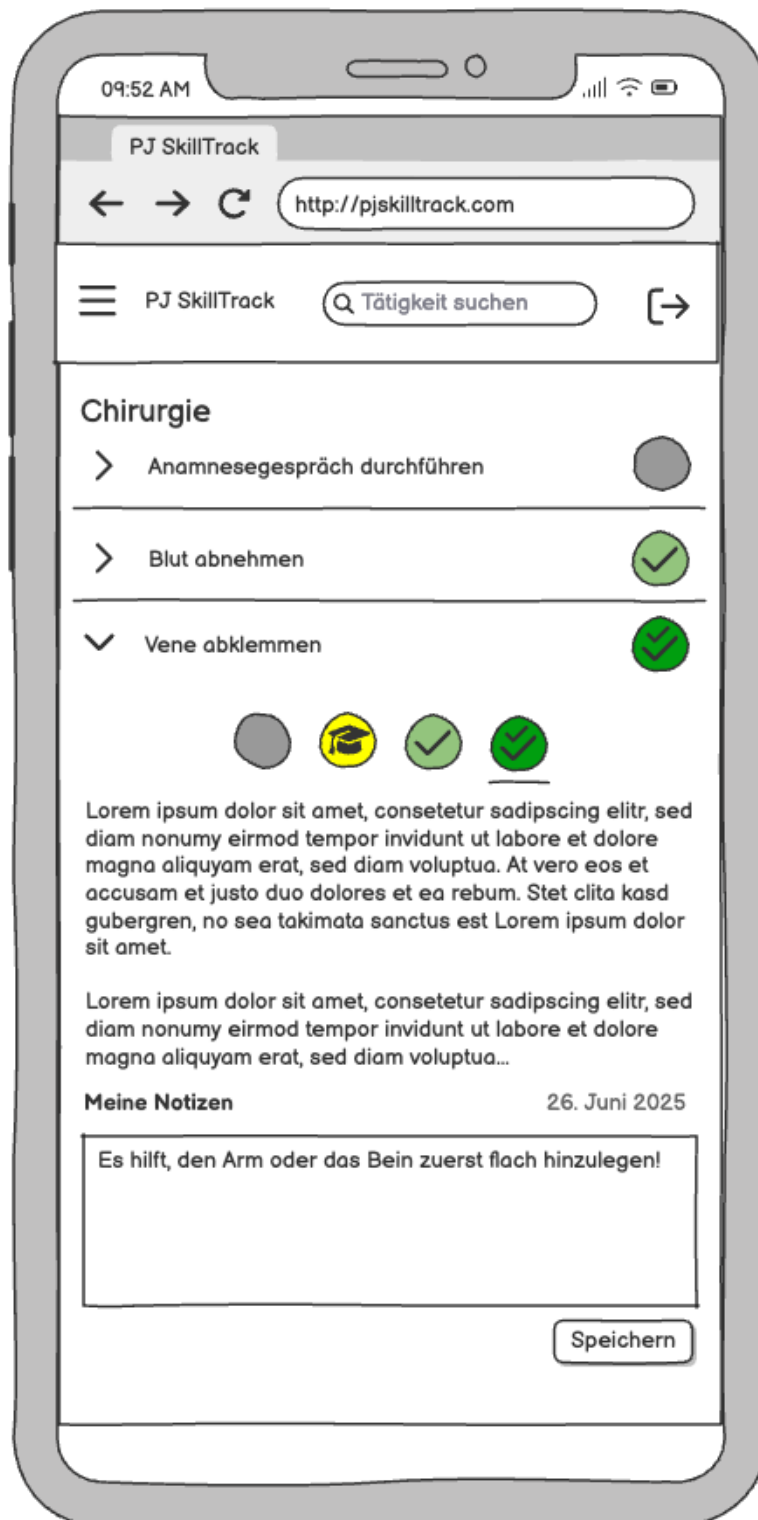 09:52 AM
PJ SkillTrack
http://pjskilltrack.com
PJ SkillTrack
Tätigkeit suchen
Chirurgie
Anamnesegespräch durchführen
Blut abnehmen
Vene abklemmen
Lorem ipsum dolor sit amet, consetetur sadipscing elitr, sed
diam nonumy eirmod tempor invidunt ut labore et dolore
magna aliquyam erat, sed diam voluptua. At vero eos et
accusam et justo duo dolores et ea rebum. Stet clita kasd
gubergren, no sea takimata sanctus est Lorem ipsum dolor
sit amet.
Lorem ipsum dolor sit amet, consetetur sadipscing elitr, sed
diam nonumy eirmod tempor invidunt ut labore et dolore
magna aliquyam erat, sed diam voluptua...
Meine Notizen
26. Juni 2025
Es hilft, den Arm oder das Bein zuerst flach hinzulegen!
Speichern